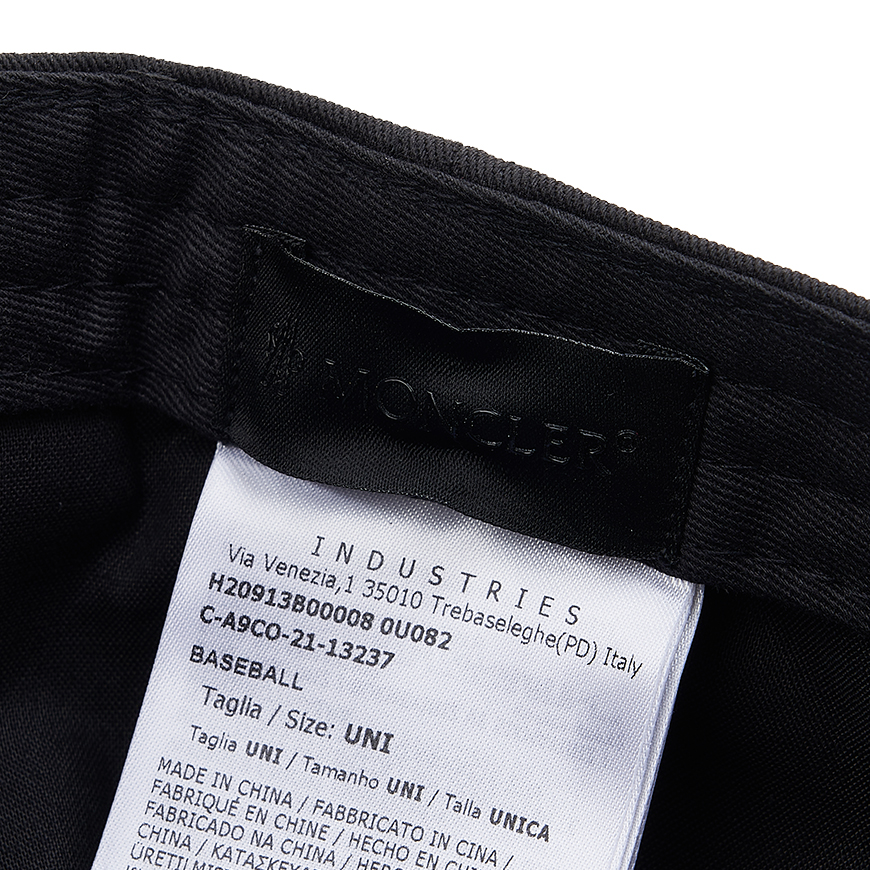 MONCLER
INDUSTRIES
Via Venezia,1 35010 Trebaseleghe(PD) Italy
H20913B00008 0U082
C-A9CO-21-13237
BASEBALL
Taglia / Size: UNI
Taglia UNI / Tamanho UNI / Talla UNICA
MADE IN CHINA / FABBRICATO IN CINA /
FABRIQUÉ EN CHINE / HECHO EN
FABRICADO NA CHINA /
CHINA /